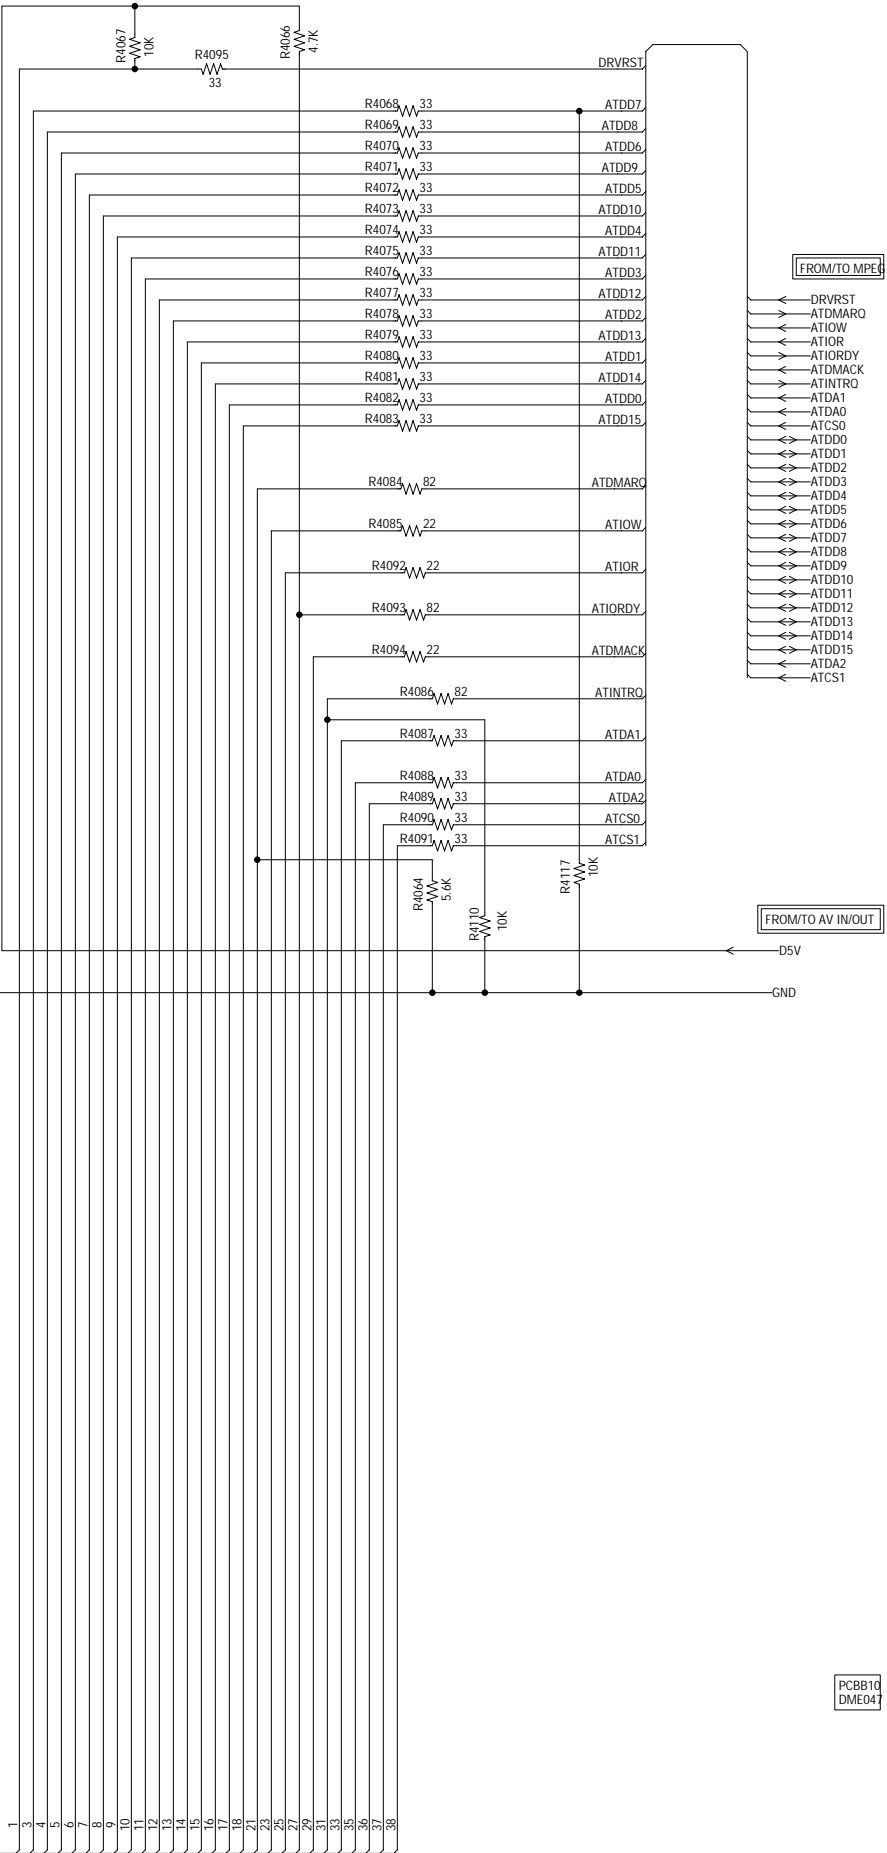 R4067
10K
R4066
4.7K
R4095
33
DRVRST
R4068 33 ATDD7
R4069 33 ATDD8
R4070 33 ATDD6
R4071 33 ATDD9
R4072 33 ATDD5
R4073 33 ATDD10
R4074 33 ATDD4
R4075 33 ATDD11
R4076 33 ATDD3
R4077 33 ATDD12
R4078 33 ATDD2
R4079 33 ATDD13
R4080 33 ATDD1
R4081 33 ATDD14
R4082 33 ATDD0
R4083 33 ATDD15
R4084 82 ATDMARQ
R4085 22 ATIOW
R4092 22 ATIOR
R4093 82 ATIORDY
R4094 22 ATDMACK
R4086 82 ATINTRQ
R4087 33 ATDA1
R4088 33 ATDA0
R4089 33 ATDA2
R4090 33 ATCS0
R4091 33 ATCS1
R4064
5.6K
R4110
10K
R4117
10K
FROM/TO MPEG
DRVRST
ATDMARQ
ATIOW
ATIOR
ATIORDY
ATDMACK
ATINTRQ
ATDA1
ATDA0
ATCS0
ATDD0
ATDD1
ATDD2
ATDD3
ATDD4
ATDD5
ATDD6
ATDD7
ATDD8
ATDD9
ATDD10
ATDD11
ATDD12
ATDD13
ATDD14
ATDD15
ATDA2
ATCS1
FROM/TO AV IN/OUT
D5V
GND
PCBB10
DME047
1
3
4
5
6
7
8
9
10
11
12
13
14
15
16
17
18
21
23
25
27
29
31
33
35
36
37
38